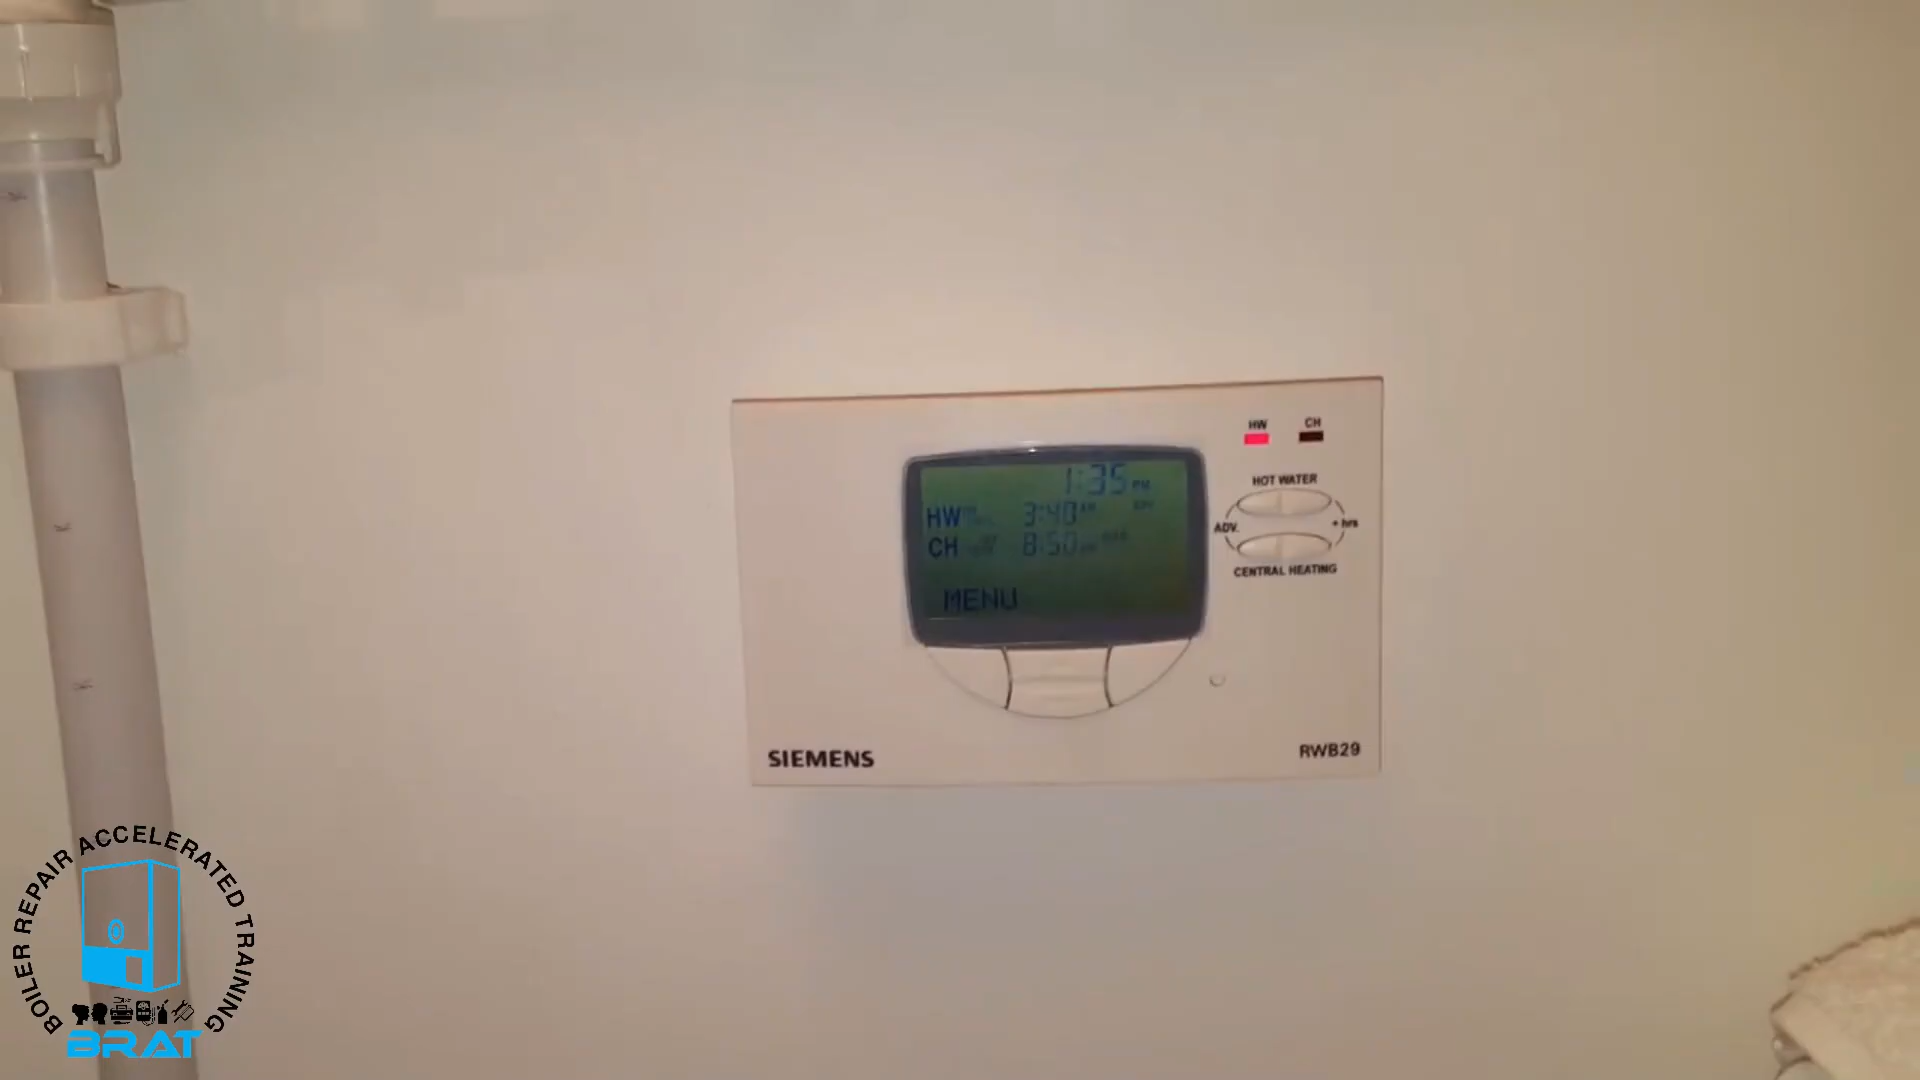 HW CH
HOT WATER
ADV. + hrs
CENTRAL HEATING
1:35 PM
HW 3:40 AM
CH 8:50
MENU
SIEMENS
RWB29
BOILER REPAIR ACCELERATED TRAINING
BRAT